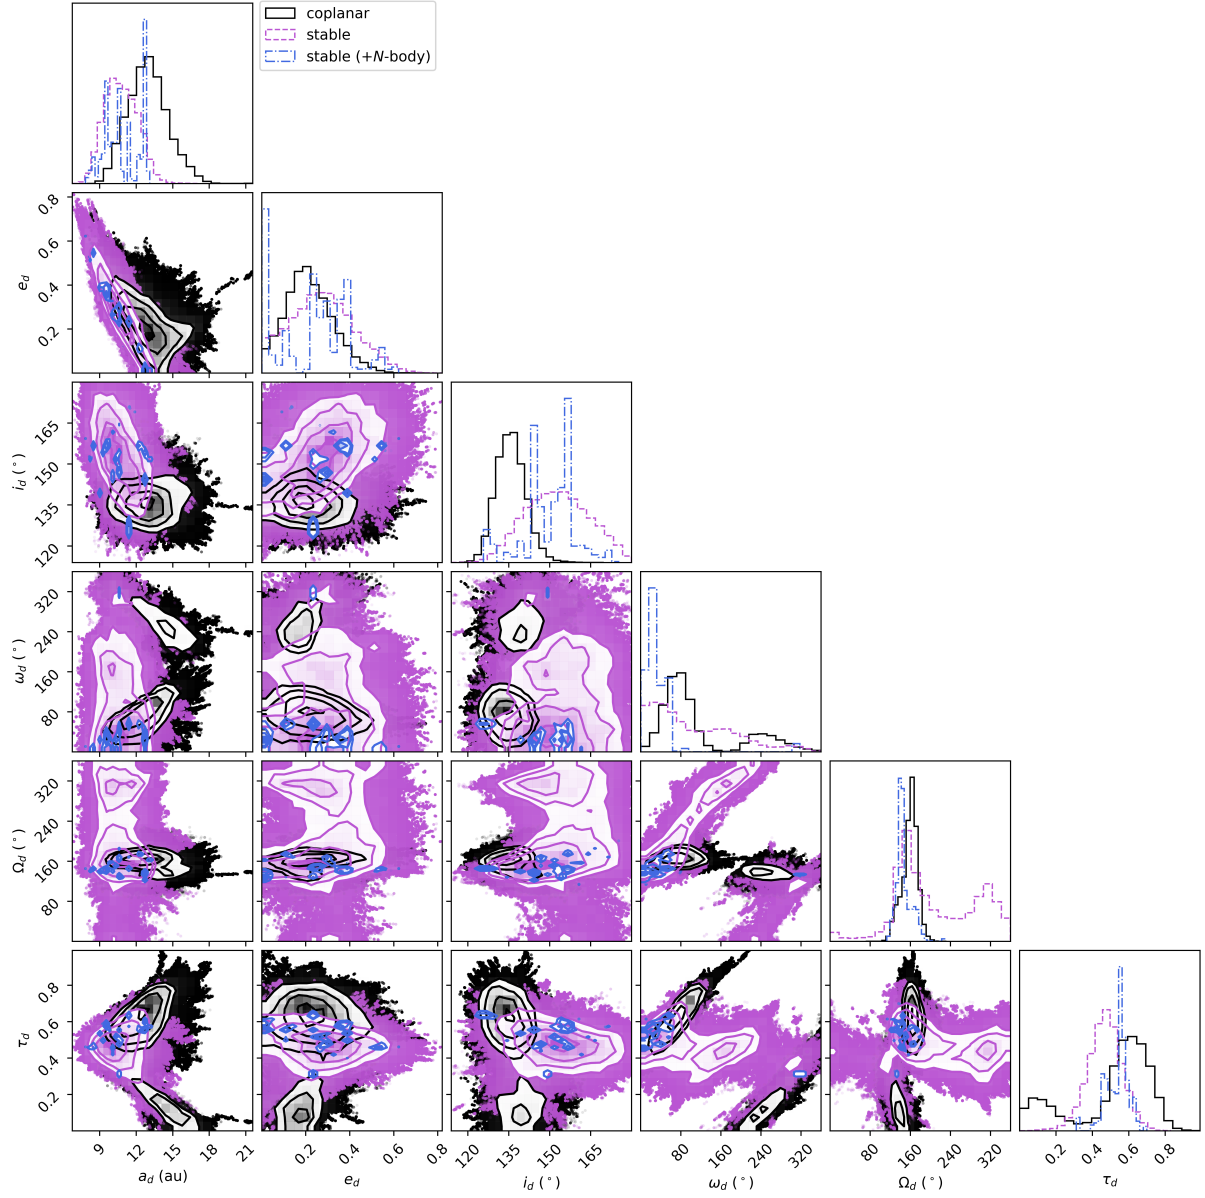 coplanar
stable
stable (+N-body)
e_d
0.8
0.6
0.4
0.2
i_d (°)
165
150
135
120
ω_d (°)
320
240
160
80
Ω_d (°)
320
240
160
80
τ_d
0.8
0.6
0.4
0.2
9 12 15 18 21
0.2 0.4 0.6 0.8
120 135 150 165
80 160 240 320
80 160 240 320
0.2 0.4 0.6 0.8
a_d (au) e_d i_d (°) ω_d (°) Ω_d (°) τ_d